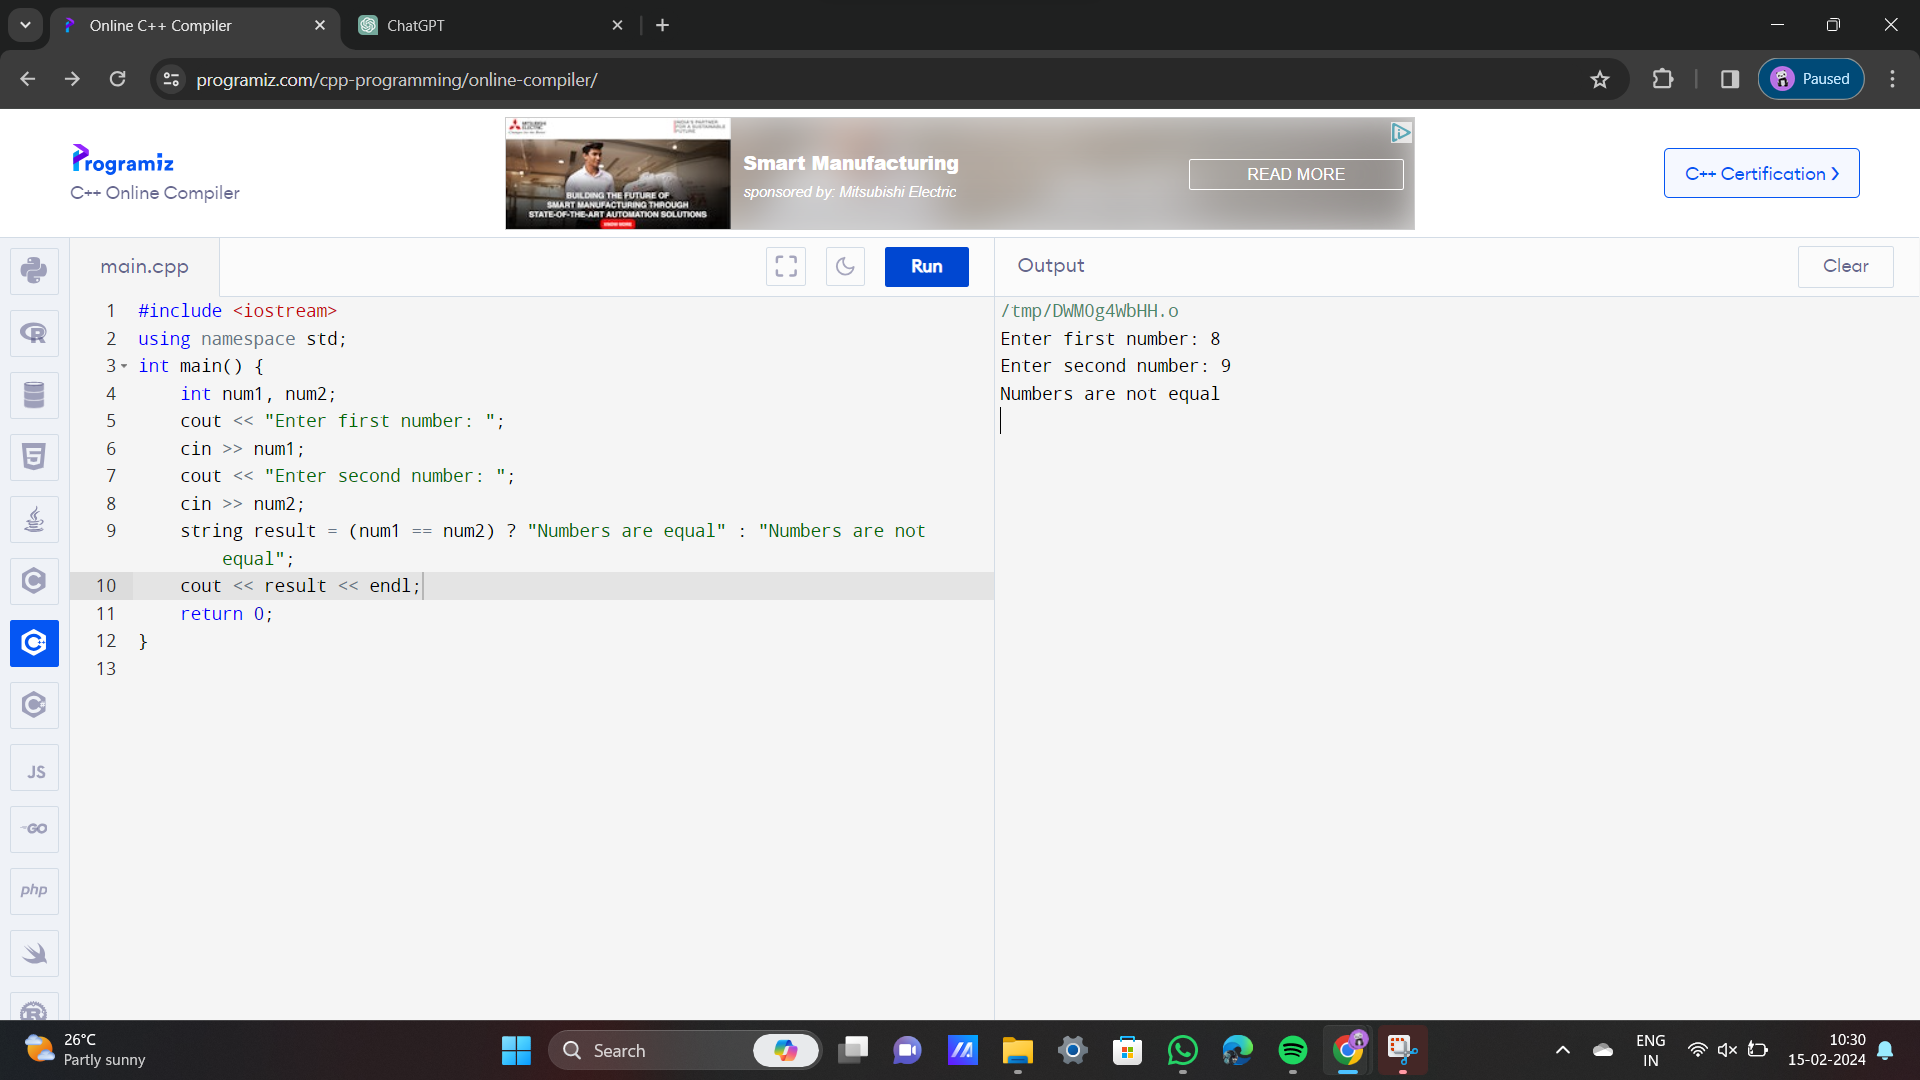 Online C++ Compiler
ChatGPT
programiz.com/cpp-programming/online-compiler/
Paused
Programiz
C++ Online Compiler
MITSUBISHI ELECTRIC
BUILDING THE FUTURE OF
SMART MANUFACTURING THROUGH
STATE-OF-THE-ART AUTOMATION SOLUTIONS
KNOW MORE
Smart Manufacturing
sponsored by: Mitsubishi Electric
READ MORE
C++ Certification >
main.cpp
Run
Output
Clear
1 #include <iostream>
2 using namespace std;
3 int main() {
4 int num1, num2;
5 cout << "Enter first number: ";
6 cin >> num1;
7 cout << "Enter second number: ";
8 cin >> num2;
9 string result = (num1 == num2) ? "Numbers are equal" : "Numbers are not
equal";
10 cout << result << endl;
11 return 0;
12 }
13
/tmp/DWMOg4WbHH.o
Enter first number: 8
Enter second number: 9
Numbers are not equal
JS
GO
php
26°C
Partly sunny
Search
ENG
IN
10:30
15-02-2024